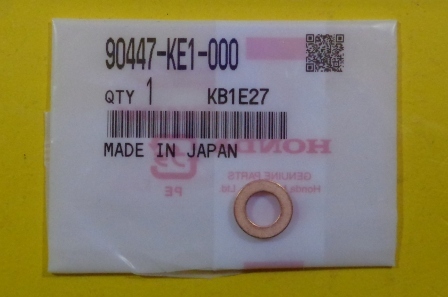 90447-KE1-000
QTY 1 KB1E27
MADE IN JAPAN
HONDA
GENUINE PARTS
PE